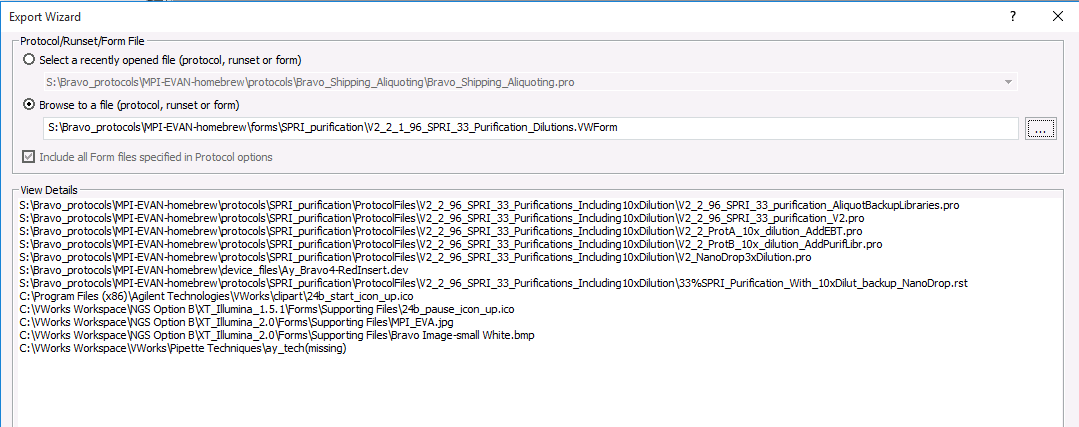 Export Wizard
?
Protocol/Runset/Form File
Select a recently opened file (protocol, runset or form)
S:\Bravo_protocols\MPI-EVAN-homebrew\protocols\Bravo_Shipping_Aliquoting\Bravo_Shipping_Aliquoting.pro
Browse to a file (protocol, runset or form)
S:\Bravo_protocols\MPI-EVAN-homebrew\forms\SPRI_purification\V2_2_1_96_SPRI_33_Purification_Dilutions.VWForm
...
Include all Form files specified in Protocol options
View Details
S:\Bravo_protocols\MPI-EVAN-homebrew\protocols\SPRI_purification\ProtocolFiles\V2_2_96_SPRI_33_Purifications_Including10xDilution\V2_2_96_SPRI_33_purification_AliquotBackupLibraries.pro
S:\Bravo_protocols\MPI-EVAN-homebrew\protocols\SPRI_purification\ProtocolFiles\V2_2_96_SPRI_33_Purifications_Including10xDilution\V2_2_96_SPRI_33_purification_V2.pro
S:\Bravo_protocols\MPI-EVAN-homebrew\protocols\SPRI_purification\ProtocolFiles\V2_2_96_SPRI_33_Purifications_Including10xDilution\V2_2_ProtA_10x_dilution_AddEBT.pro
S:\Bravo_protocols\MPI-EVAN-homebrew\protocols\SPRI_purification\ProtocolFiles\V2_2_96_SPRI_33_Purifications_Including10xDilution\V2_2_ProtB_10x_dilution_AddPurifLibr.pro
S:\Bravo_protocols\MPI-EVAN-homebrew\protocols\SPRI_purification\ProtocolFiles\V2_2_96_SPRI_33_Purifications_Including10xDilution\V2_NanoDrop3xDilution.pro
S:\Bravo_protocols\MPI-EVAN-homebrew\device_files\Ay_Bravo4-RedInsert.dev
S:\Bravo_protocols\MPI-EVAN-homebrew\protocols\SPRI_purification\ProtocolFiles\V2_2_96_SPRI_33_Purifications_Including10xDilution\33%SPRI_Purification_With_10xDilut_backup_NanoDrop.rst
C:\Program Files (x86)\Agilent Technologies\VWorks\clipart\24b_start_icon_up.ico
C:\VWorks Workspace\NGS Option B\XT_Illumina_1.5.1\Forms\Supporting Files\24b_pause_icon_up.ico
C:\VWorks Workspace\NGS Option B\XT_Illumina_2.0\Forms\Supporting Files\MPI_EVA.jpg
C:\VWorks Workspace\NGS Option B\XT_Illumina_2.0\Forms\Supporting Files\Bravo Image-small White.bmp
C:\VWorks Workspace\VWorks\Pipette Techniques\ay_tech(missing)